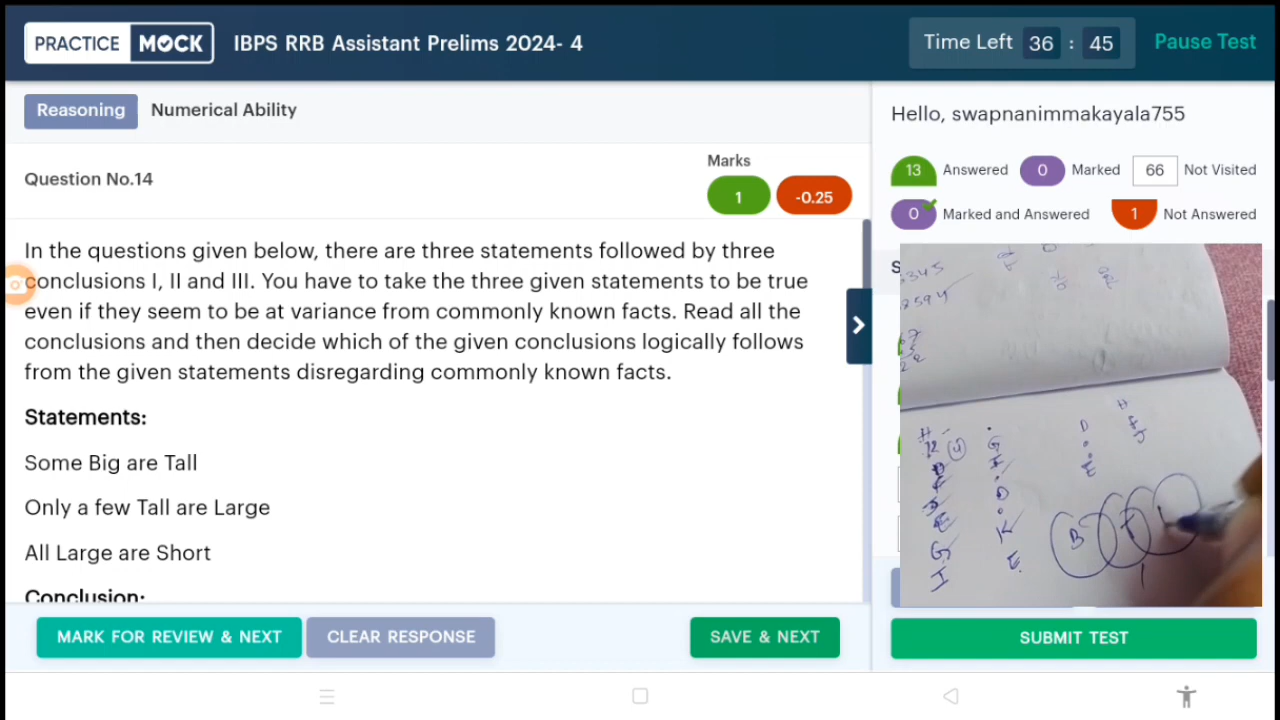 PRACTICE MOCK IBPS RRB Assistant Prelims 2024- 4
Time Left 36 : 45 Pause Test
Reasoning Numerical Ability
Hello, swapnanimmakayala755
Question No.14
Marks
1 -0.25
13 Answered 0 Marked 66 Not Visited
0 Marked and Answered 1 Not Answered
In the questions given below, there are three statements followed by three
conclusions I, II and III. You have to take the three given statements to be true
even if they seem to be at variance from commonly known facts. Read all the
conclusions and then decide which of the given conclusions logically follows
from the given statements disregarding commonly known facts.
Statements:
Some Big are Tall
Only a few Tall are Large
All Large are Short
Conclusion:
B T L
MARK FOR REVIEW & NEXT CLEAR RESPONSE SAVE & NEXT
SUBMIT TEST